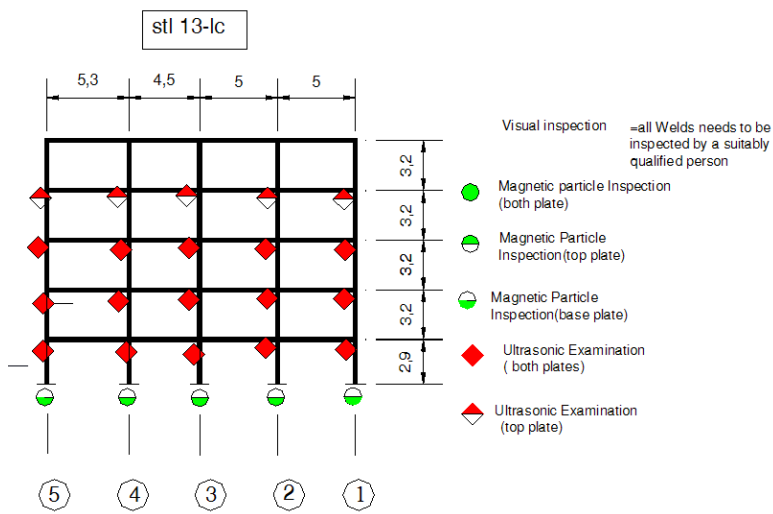 stl 13-lc
5,3
4,5
5
5
3,2
3,2
3,2
3,2
2,9
5
4
3
2
1
Visual inspection
=all Welds needs to be
inspected by a suitably
qualified person
Magnetic particle Inspection
(both plate)
Magnetic Particle
Inspection(top plate)
Magnetic Particle
Inspection(base plate)
Ultrasonic Examination
( both plates)
Ultrasonic Examination
(top plate)